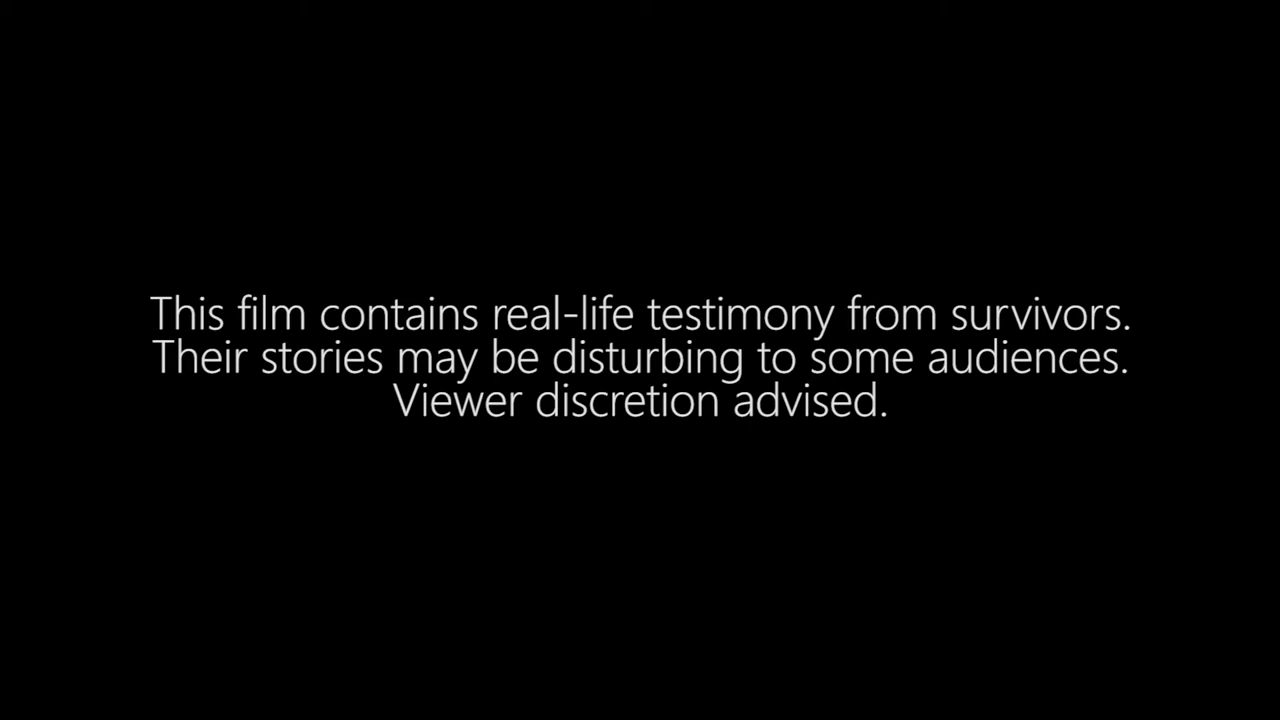 This film contains real-life testimony from survivors.
Their stories may be disturbing to some audiences.
Viewer discretion advised.